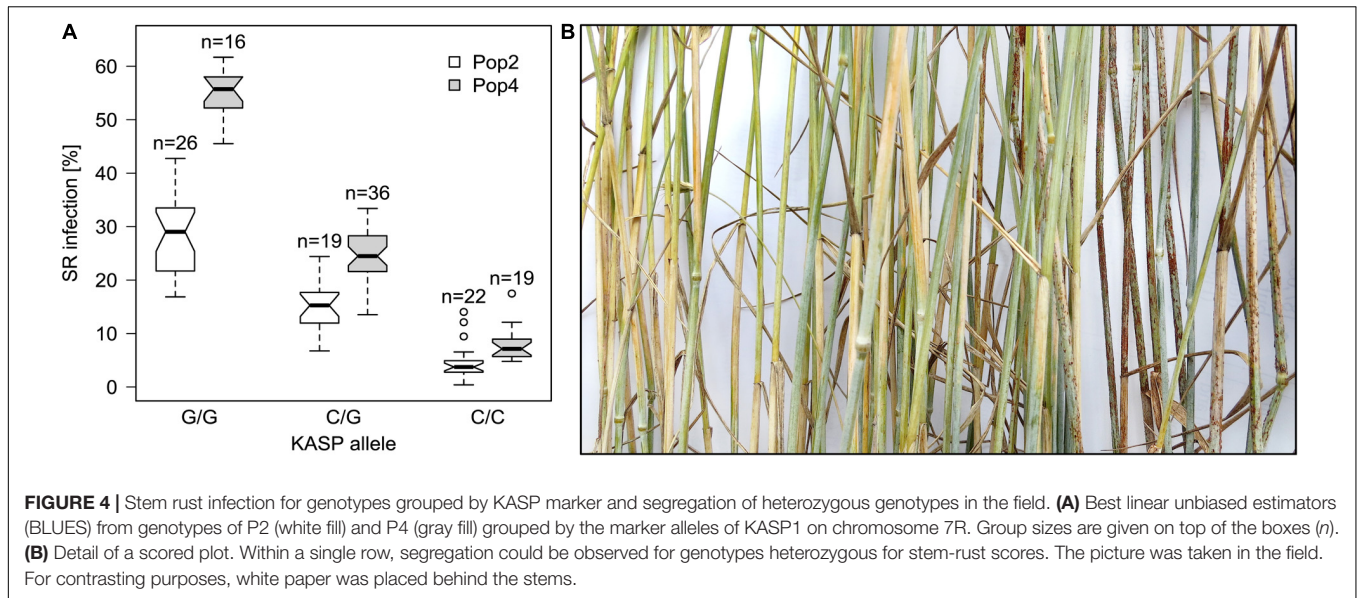 A
B
n=16
Pop2
Pop4
60
50
n=26
40
n=36
SR infection [%]
30
n=19
20
n=19
n=22
10
0
G/G C/G C/C
KASP allele
FIGURE 4 | Stem rust infection for genotypes grouped by KASP marker and segregation of heterozygous genotypes in the field. (A) Best linear unbiased estimators
(BLUES) from genotypes of P2 (white fill) and P4 (gray fill) grouped by the marker alleles of KASP1 on chromosome 7R. Group sizes are given on top of the boxes (n).
(B) Detail of a scored plot. Within a single row, segregation could be observed for genotypes heterozygous for stem-rust scores. The picture was taken in the field.
For contrasting purposes, white paper was placed behind the stems.